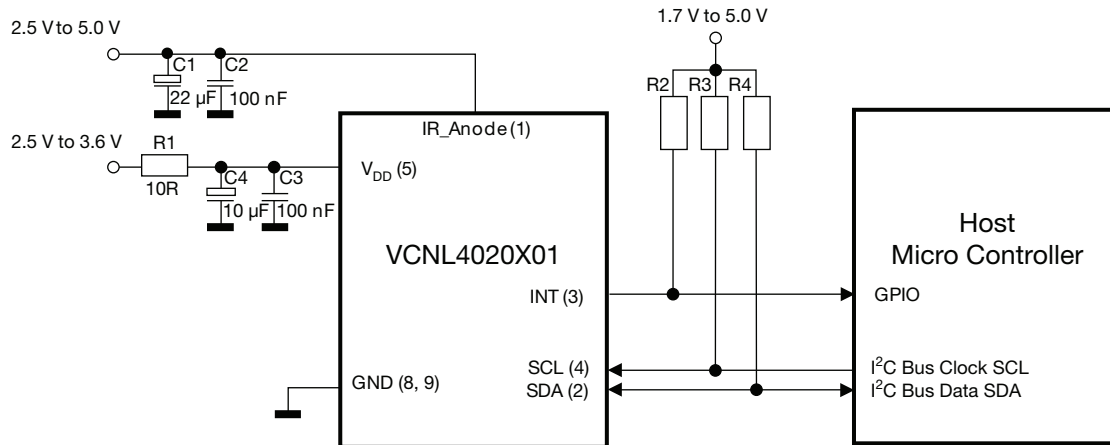 1.7 V to 5.0 V
2.5 V to 5.0 V
C1
C2
22 µF
100 nF
R2
R3
R4
IR_Anode (1)
2.5 V to 3.6 V
R1
10R
C4
C3
10 µF
100 nF
VDD (5)
VCNL4020X01
Host
Micro Controller
INT (3)
GPIO
GND (8, 9)
SCL (4)
SDA (2)
I²C Bus Clock SCL
I²C Bus Data SDA